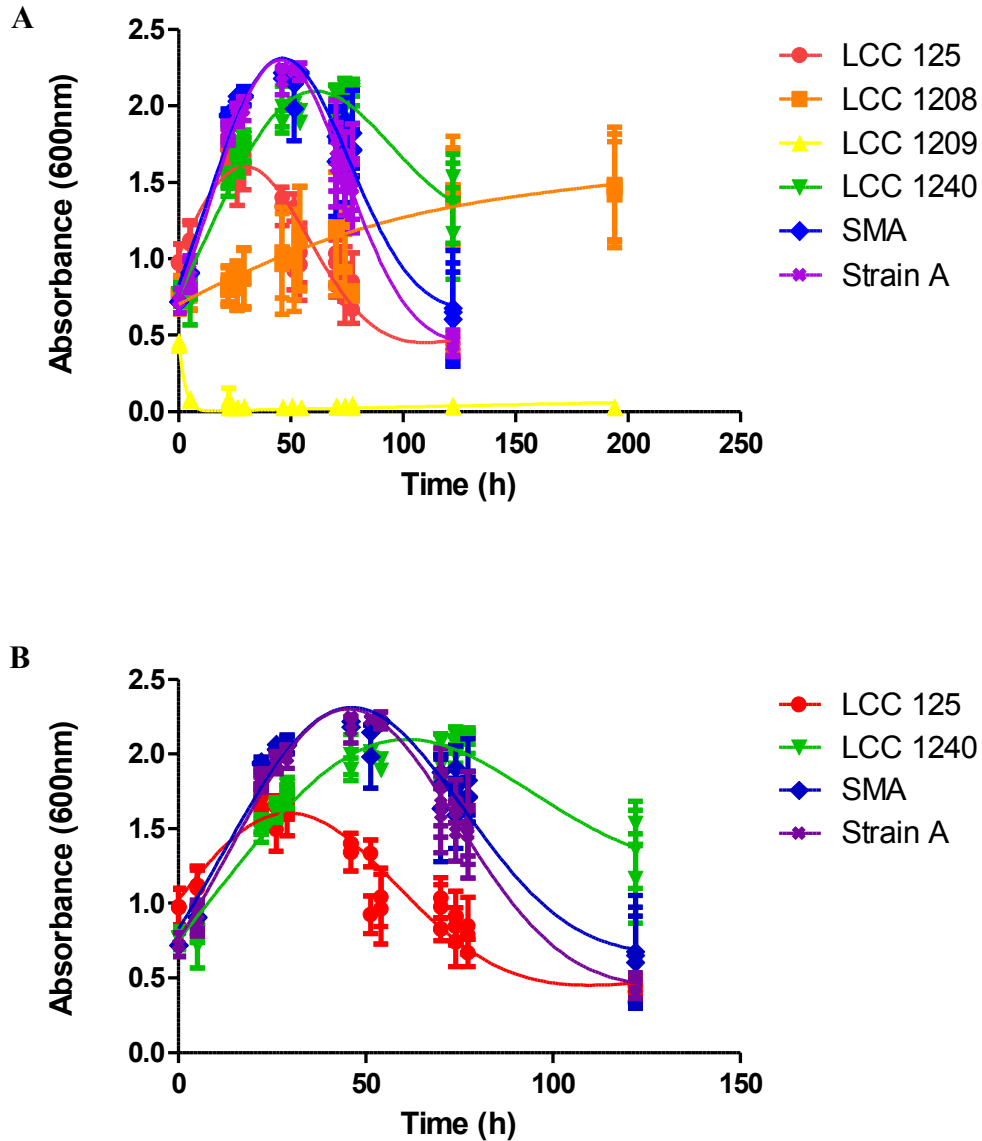 A
Absorbance (600nm)
2.5
2.0
1.5
1.0
0.5
0.0
0
50
100
150
200
250
Time (h)
LCC 125
LCC 1208
LCC 1209
LCC 1240
SMA
Strain A
B
Absorbance (600nm)
2.5
2.0
1.5
1.0
0.5
0.0
0
50
100
150
Time (h)
LCC 125
LCC 1240
SMA
Strain A